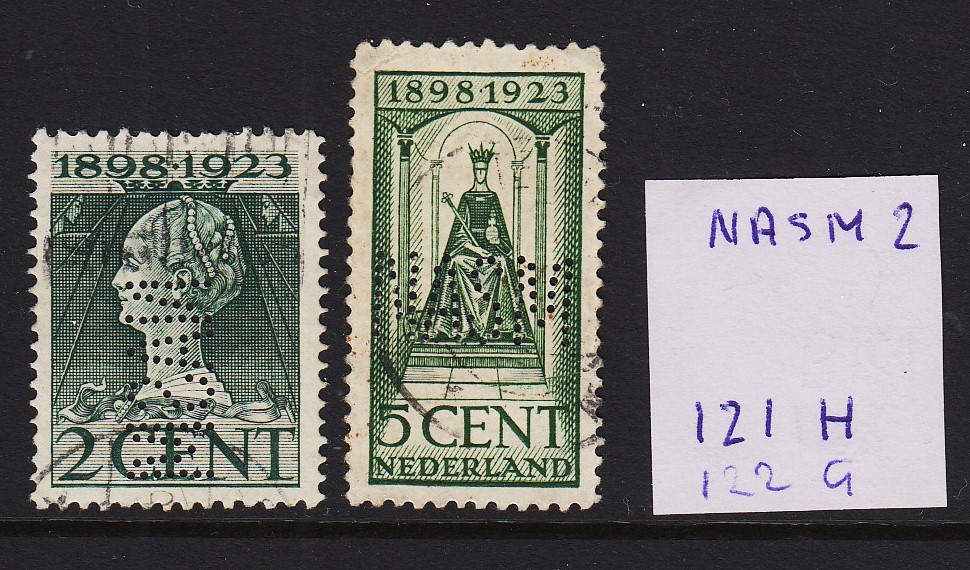 1898·1923
2 CENT
1898·1923
5 CENT
NEDERLAND
NASM 2
121 H
122 G